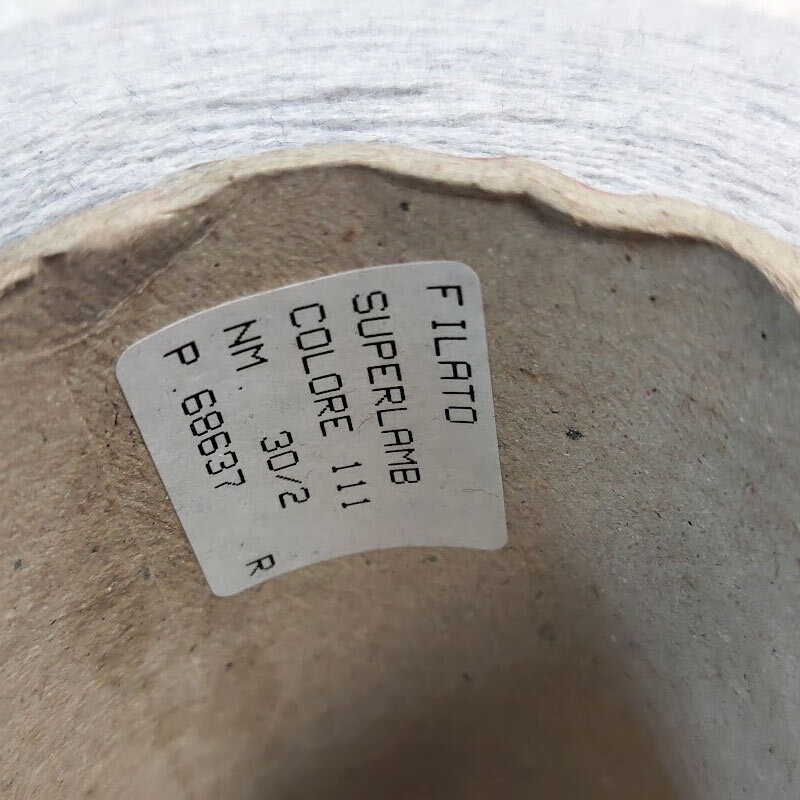 FILATO
SUPERLAMB
COLORE 111
NM. 30/2
P.68637 R